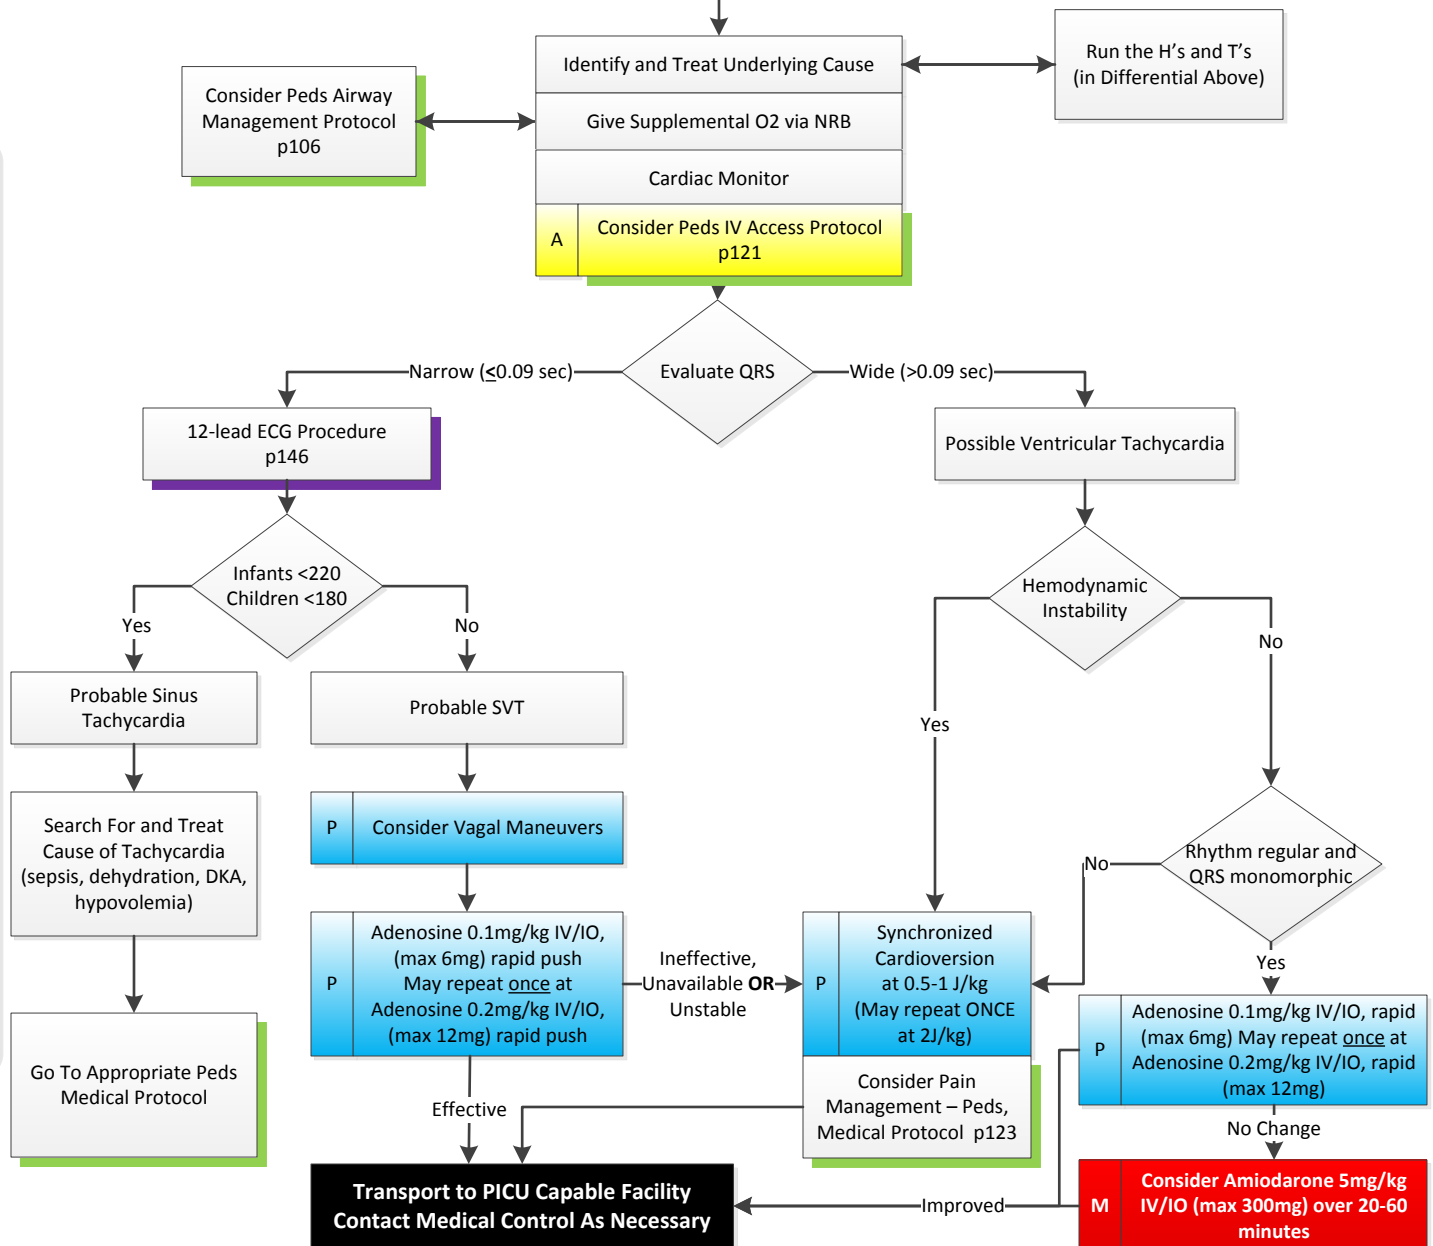 Identify and Treat Underlying Cause
Run the H's and T's
(in Differential Above)
Consider Peds Airway
Management Protocol
p106
Give Supplemental O2 via NRB
Cardiac Monitor
A
Consider Peds IV Access Protocol
p121
Evaluate QRS
Narrow (≤0.09 sec)
Wide (>0.09 sec)
12-lead ECG Procedure
p146
Possible Ventricular Tachycardia
Infants <220
Children <180
Yes
No
Hemodynamic
Instability
Yes
No
Probable Sinus
Tachycardia
Probable SVT
Search For and Treat
Cause of Tachycardia
(sepsis, dehydration, DKA,
hypovolemia)
P
Consider Vagal Maneuvers
Rhythm regular and
QRS monomorphic
No
Yes
P
Adenosine 0.1mg/kg IV/IO,
(max 6mg) rapid push
May repeat once at
Adenosine 0.2mg/kg IV/IO,
(max 12mg) rapid push
Ineffective,
Unavailable OR
Unstable
P
Synchronized
Cardioversion
at 0.5-1 J/kg
(May repeat ONCE
at 2J/kg)
P
Adenosine 0.1mg/kg IV/IO, rapid
(max 6mg) May repeat once at
Adenosine 0.2mg/kg IV/IO, rapid
(max 12mg)
Go To Appropriate Peds
Medical Protocol
Effective
Consider Pain
Management – Peds,
Medical Protocol p123
No Change
Transport to PICU Capable Facility
Contact Medical Control As Necessary
Improved
M
Consider Amiodarone 5mg/kg
IV/IO (max 300mg) over 20-60
minutes